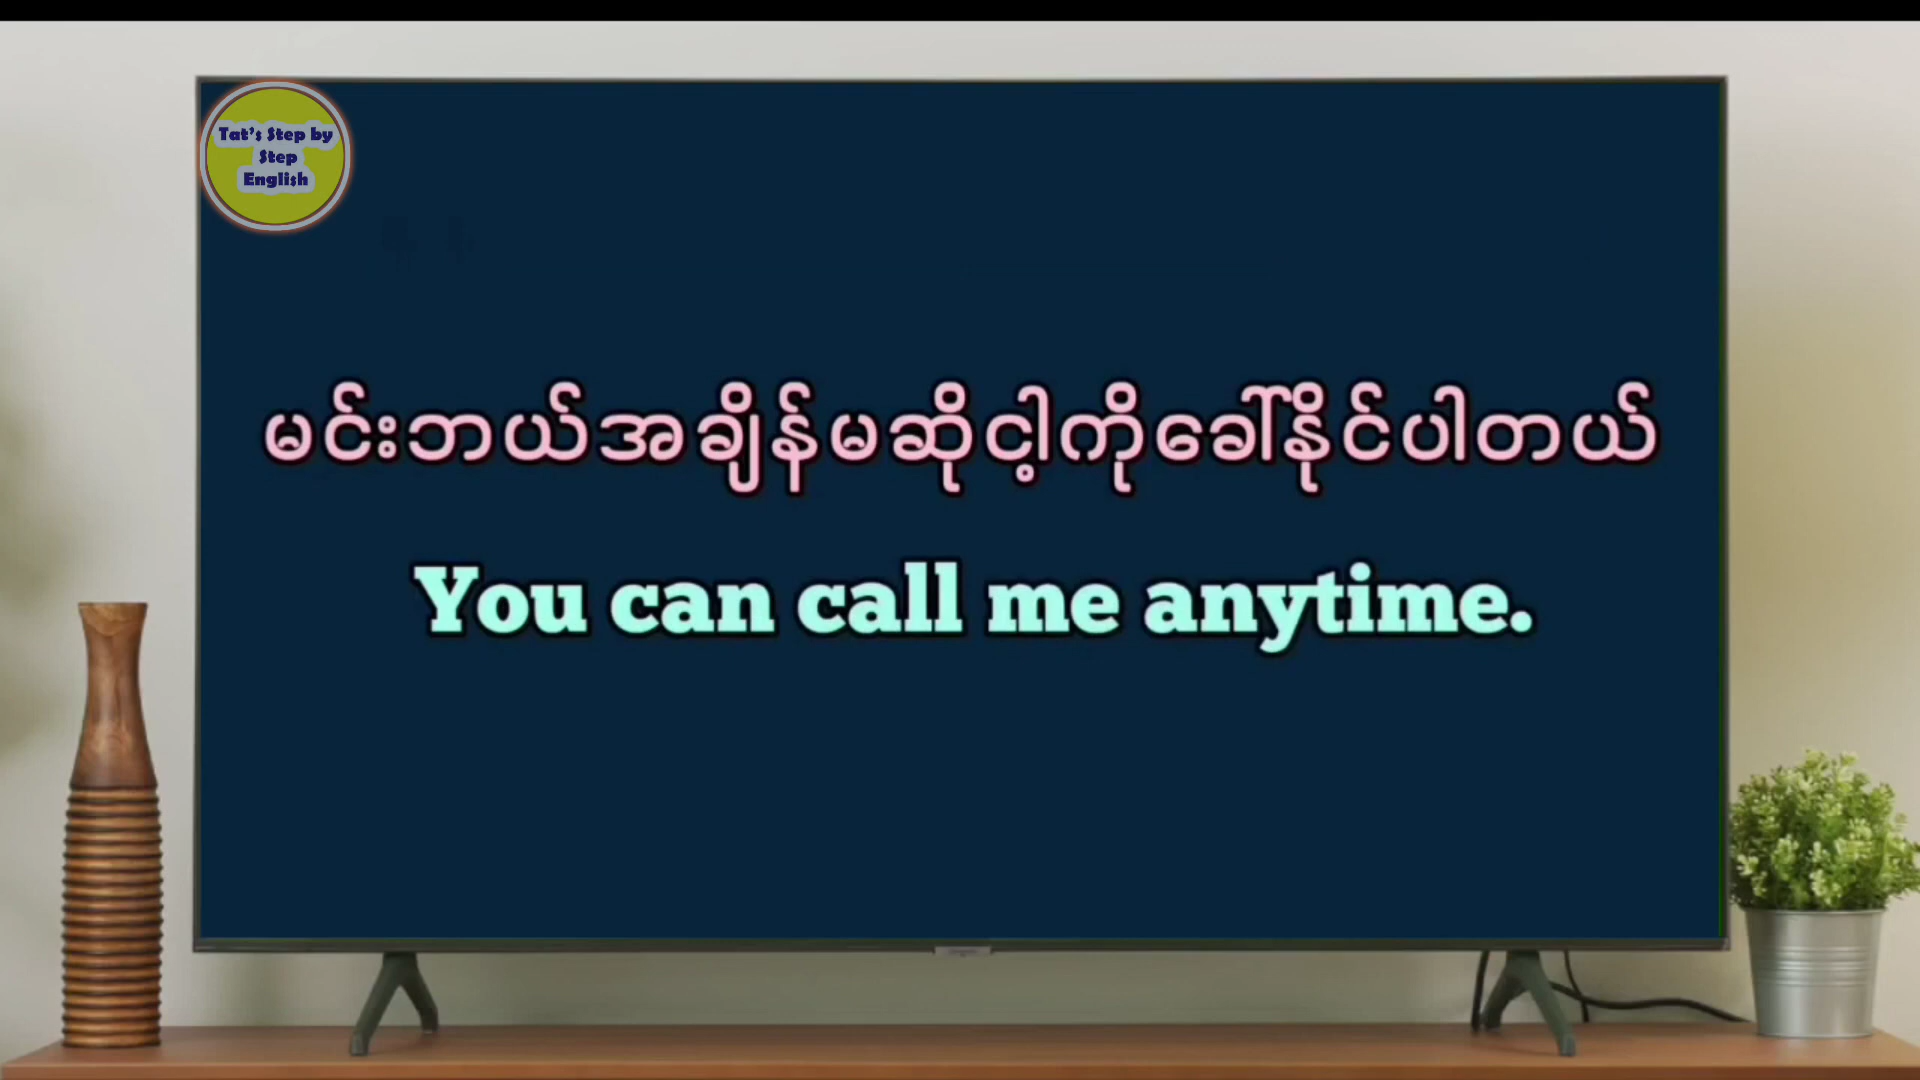 Tat's Step by
Step
English
မင်းဘယ်အချိန်မဆိုငါ့ကိုခေါ်နိုင်ပါတယ်
You can call me anytime.